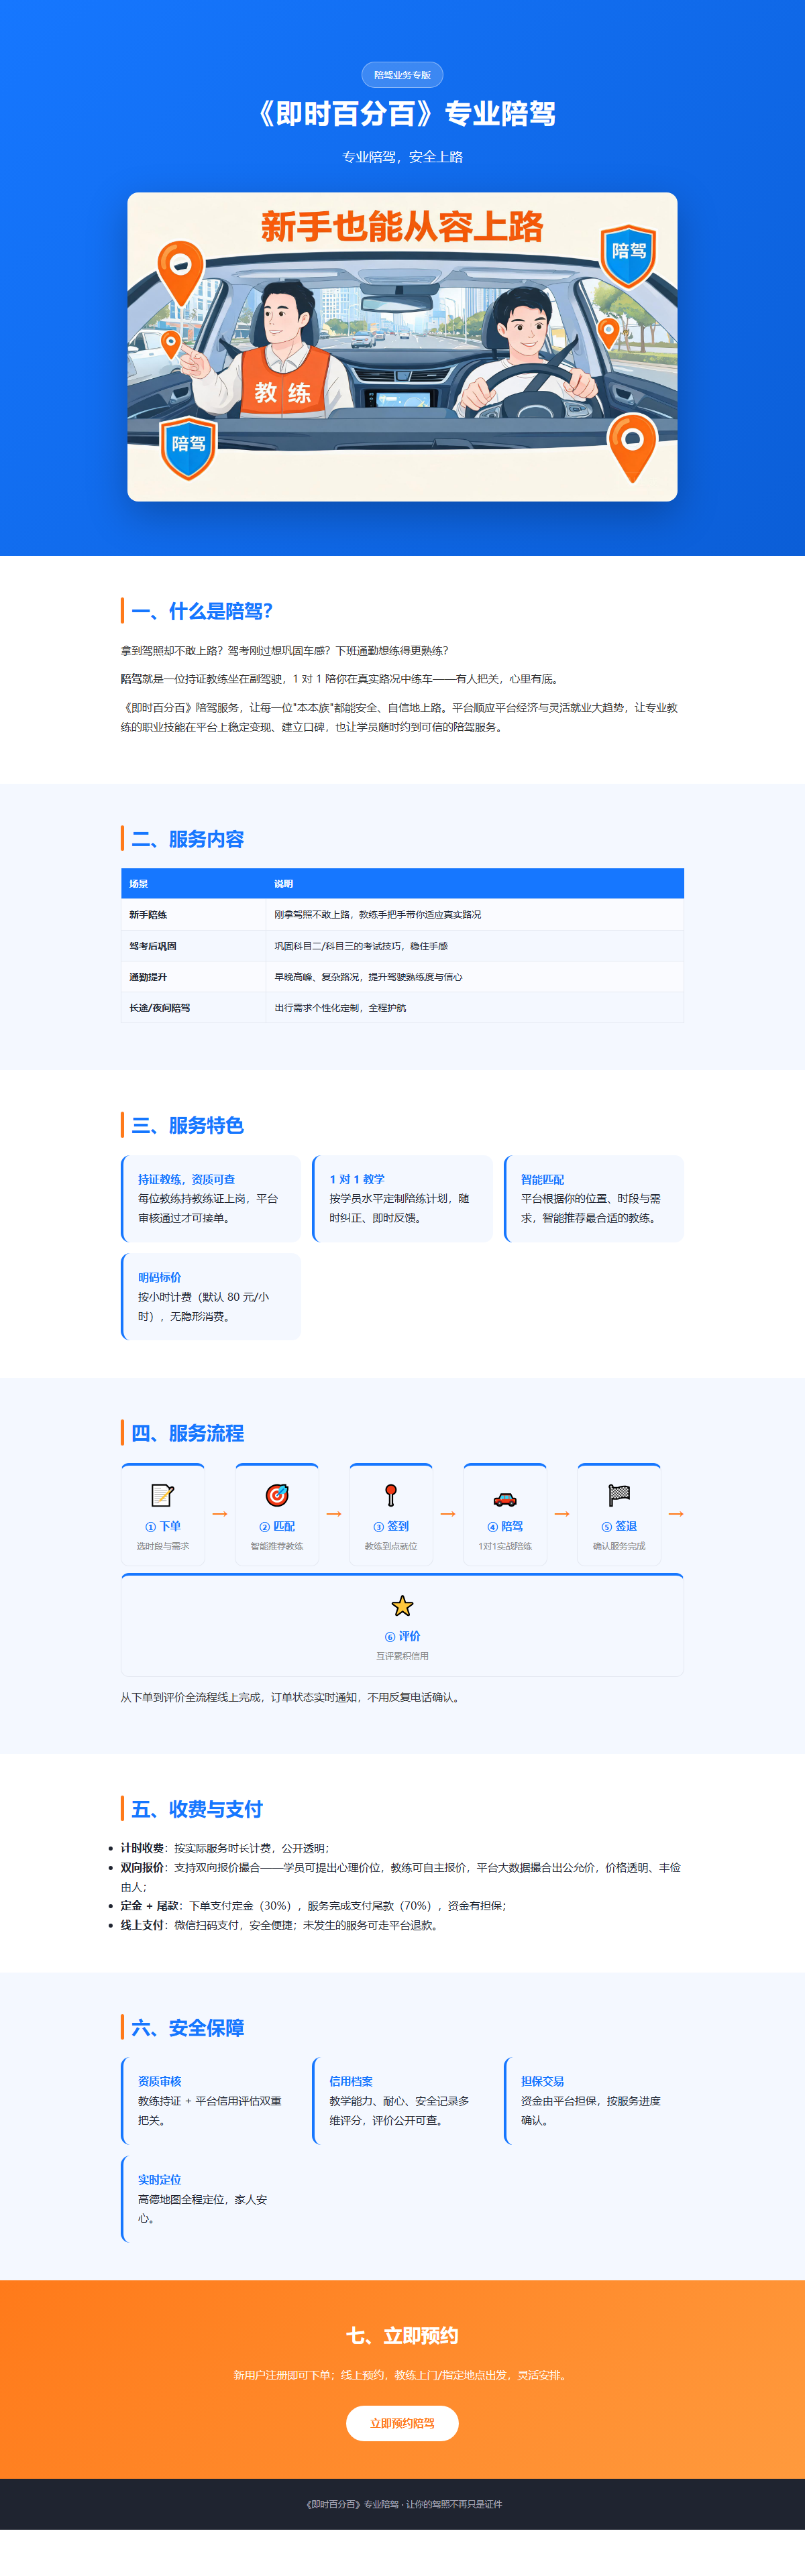 陪驾业务专版
《即时百分百》专业陪驾
专业陪驾，安全上路
新手也能从容上路
陪驾
教 练
陪驾
一、什么是陪驾?
拿到驾照却不敢上路？驾考刚过想巩固车感？下班通勤想练得更熟练？
陪驾就是一位持证教练坐在副驾驶，1 对 1 陪你在真实路况中练车——有人把关，心里有底。
《即时百分百》陪驾服务，让每一位"本本族"都能安全、自信地上路。平台顺应平台经济与灵活就业大趋势，让专业教
练的职业技能在平台上稳定变现、建立口碑，也让学员随时约到可信的陪驾服务。
二、服务内容
场景 说明
新手陪练 刚拿驾照不敢上路，教练手把手带你适应真实路况
驾考后巩固 巩固科目二/科目三的考试技巧，稳住手感
通勤提升 早晚高峰、复杂路况，提升驾驶熟练度与信心
长途/夜间陪驾 出行需求个性化定制，全程护航
三、服务特色
持证教练，资质可查
每位教练持教练证上岗，平台
审核通过才可接单。
1 对 1 教学
按学员水平定制陪练计划，随
时纠正、即时反馈。
智能匹配
平台根据你的位置、时段与需
求，智能推荐最合适的教练。
明码标价
按小时计费（默认 80 元/小
时），无隐形消费。
四、服务流程
① 下单
选时段与需求
→
② 匹配
智能推荐教练
→
③ 签到
教练到点就位
→
④ 陪驾
1对1实战陪练
→
⑤ 签退
确认服务完成
→
⑥ 评价
互评累积信用
从下单到评价全流程线上完成，订单状态实时通知，不用反复电话确认。
五、收费与支付
计时收费：按实际服务时长计费，公开透明；
双向报价：支持双向报价撮合——学员可提出心理价位，教练可自主报价，平台大数据撮合出公允价，价格透明、丰俭
由人；
定金 + 尾款：下单支付定金（30%），服务完成支付尾款（70%），资金有担保；
线上支付：微信扫码支付，安全便捷；未发生的服务可走平台退款。
六、安全保障
资质审核
教练持证 + 平台信用评估双重
把关。
信用档案
教学能力、耐心、安全记录多
维评分，评价公开可查。
担保交易
资金由平台担保，按服务进度
确认。
实时定位
高德地图全程定位，家人安
心。
七、立即预约
新用户注册即可下单；线上预约，教练上门/指定地点出发，灵活安排。
立即预约陪驾
《即时百分百》专业陪驾 · 让你的驾照不再只是证件